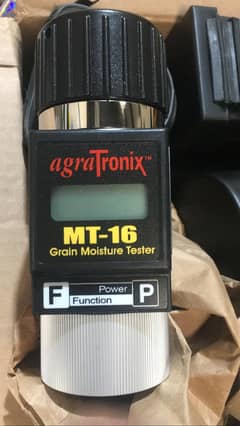 agraTronix™
MT-16
Grain Moisture Tester
F Power P
Function